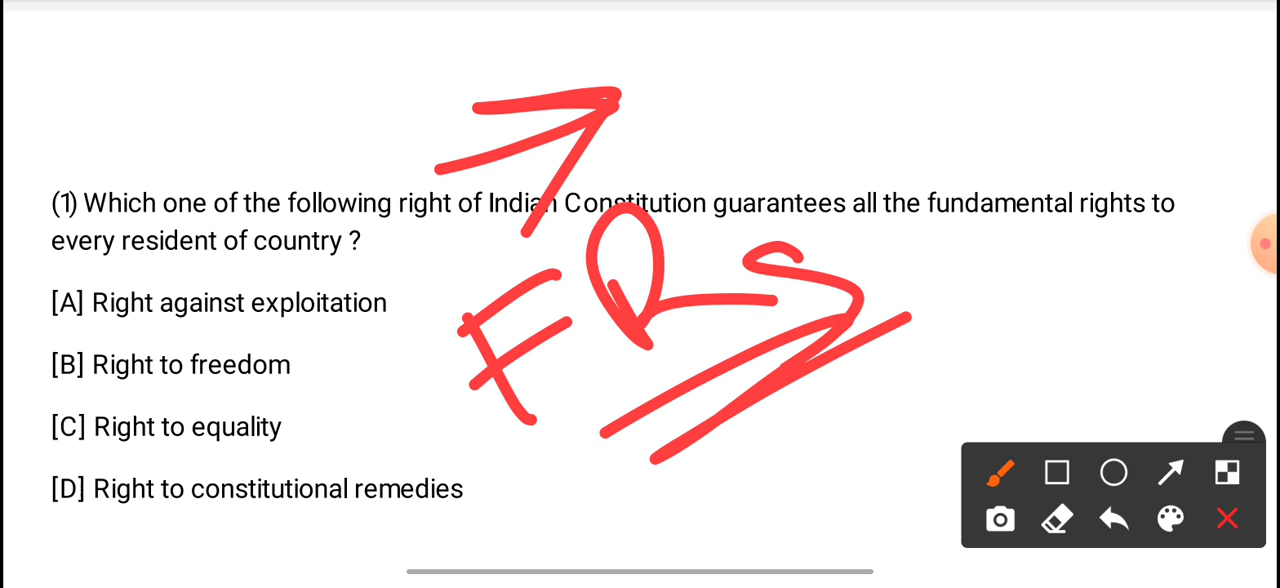 (1) Which one of the following right of Indian Constitution guarantees all the fundamental rights to
every resident of country ?
[A] Right against exploitation
FRS
[B] Right to freedom
[C] Right to equality
[D] Right to constitutional remedies